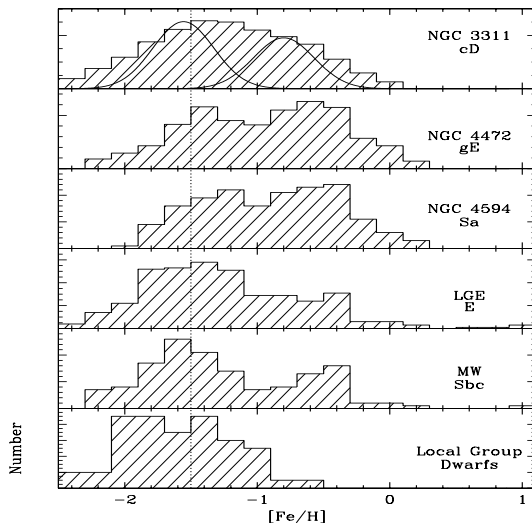 NGC 3311
cD
NGC 4472
gE
NGC 4594
Sa
LGE
E
MW
Sbc
Local Group
Dwarfs
Number
-2 -1 0 1
[Fe/H]